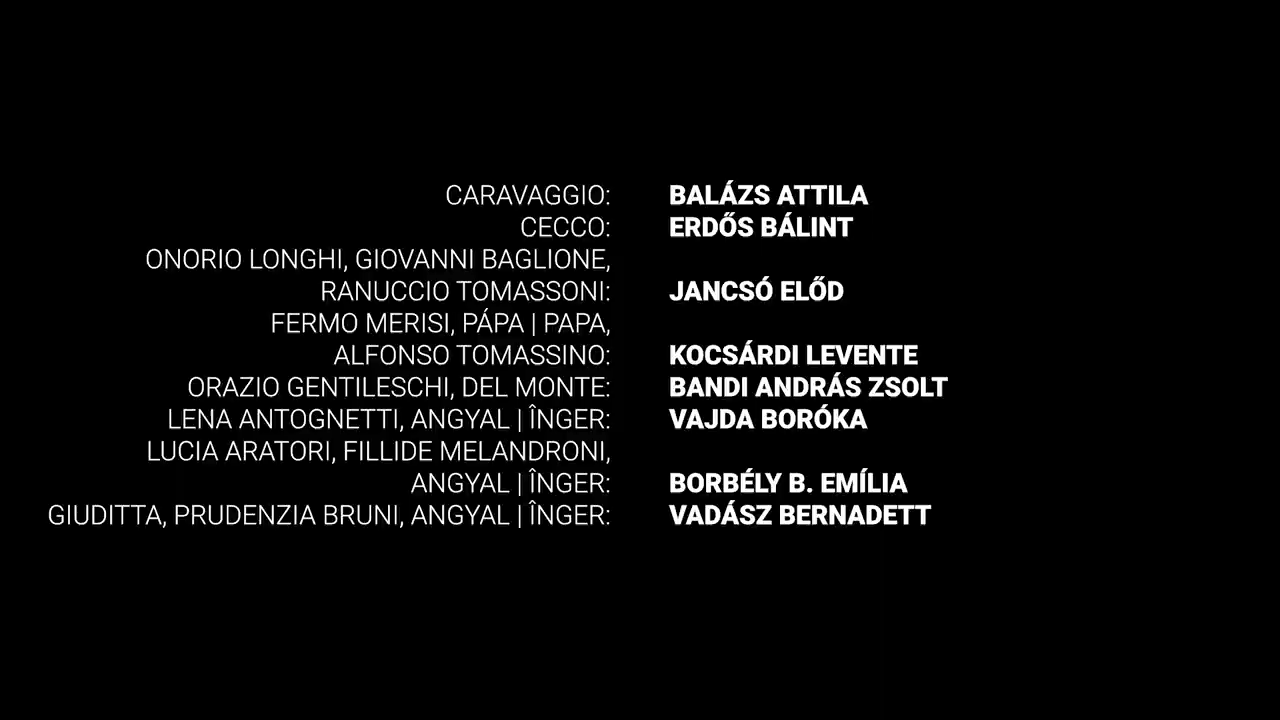 CARAVAGGIO: BALÁZS ATTILA
CECCO: ERDŐS BÁLINT
ONORIO LONGHI, GIOVANNI BAGLIONE,
RANUCCIO TOMASSONI: JANCSÓ ELŐD
FERMO MERISI, PÁPA | PAPA,
ALFONSO TOMASSINO: KOCSÁRDI LEVENTE
ORAZIO GENTILESCHI, DEL MONTE: BANDI ANDRÁS ZSOLT
LENA ANTOGNETTI, ANGYAL | ÎNGER: VAJDA BORÓKA
LUCIA ARATORI, FILLIDE MELANDRONI,
ANGYAL | ÎNGER: BORBÉLY B. EMÍLIA
GIUDITTA, PRUDENZIA BRUNI, ANGYAL | ÎNGER: VADÁSZ BERNADETT